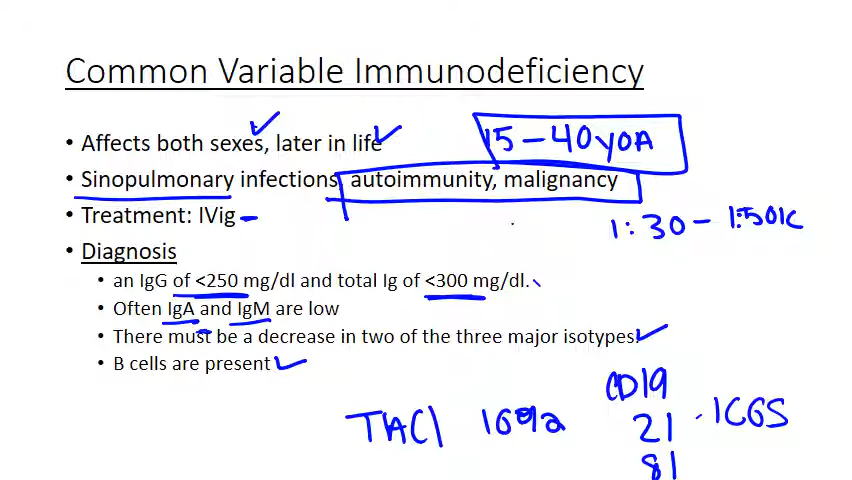 Common Variable Immunodeficiency
• Affects both sexes, later in life
15-40 YOA
• Sinopulmonary infections, autoimmunity, malignancy
• Treatment: IVig
1:30 - 1:50K
• Diagnosis
• an IgG of <250 mg/dl and total Ig of <300 mg/dl.
• Often IgA and IgM are low
• There must be a decrease in two of the three major isotypes.
• B cells are present
CD19
TACI
21 ICOS
81